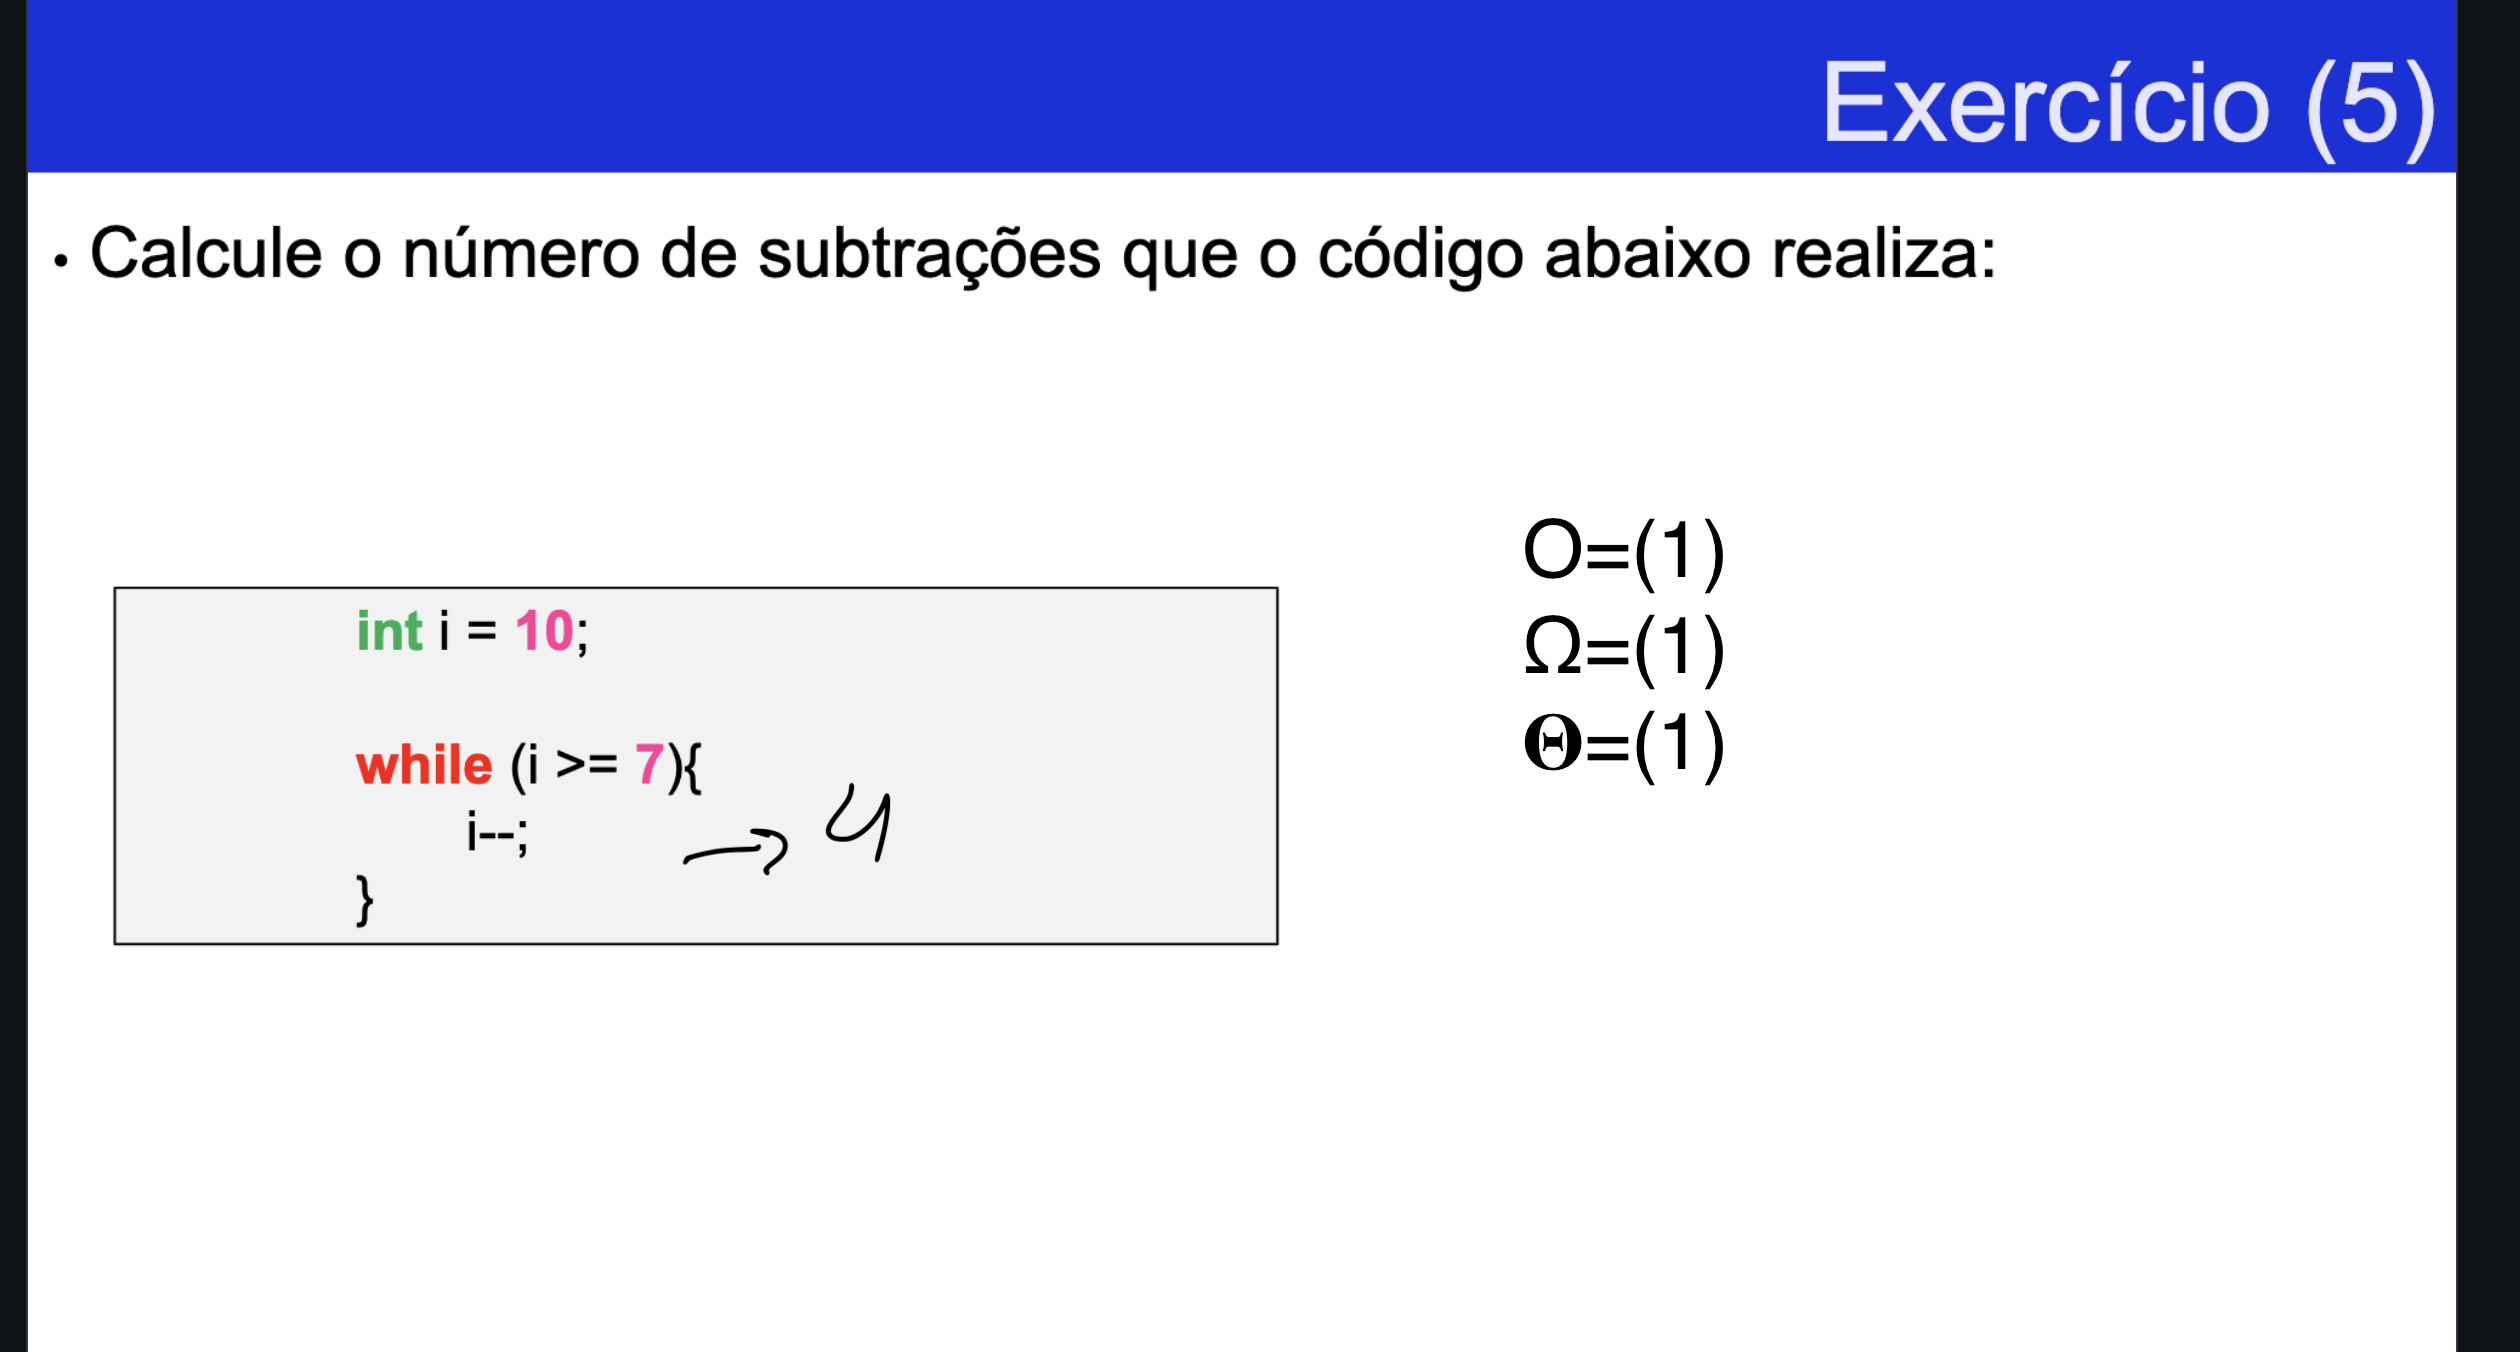 Exercício (5)
• Calcule o número de subtrações que o código abaixo realiza:
int i = 10;
while (i >= 7){
i--;
}
→ 4
O=(1)
Ω=(1)
Θ=(1)